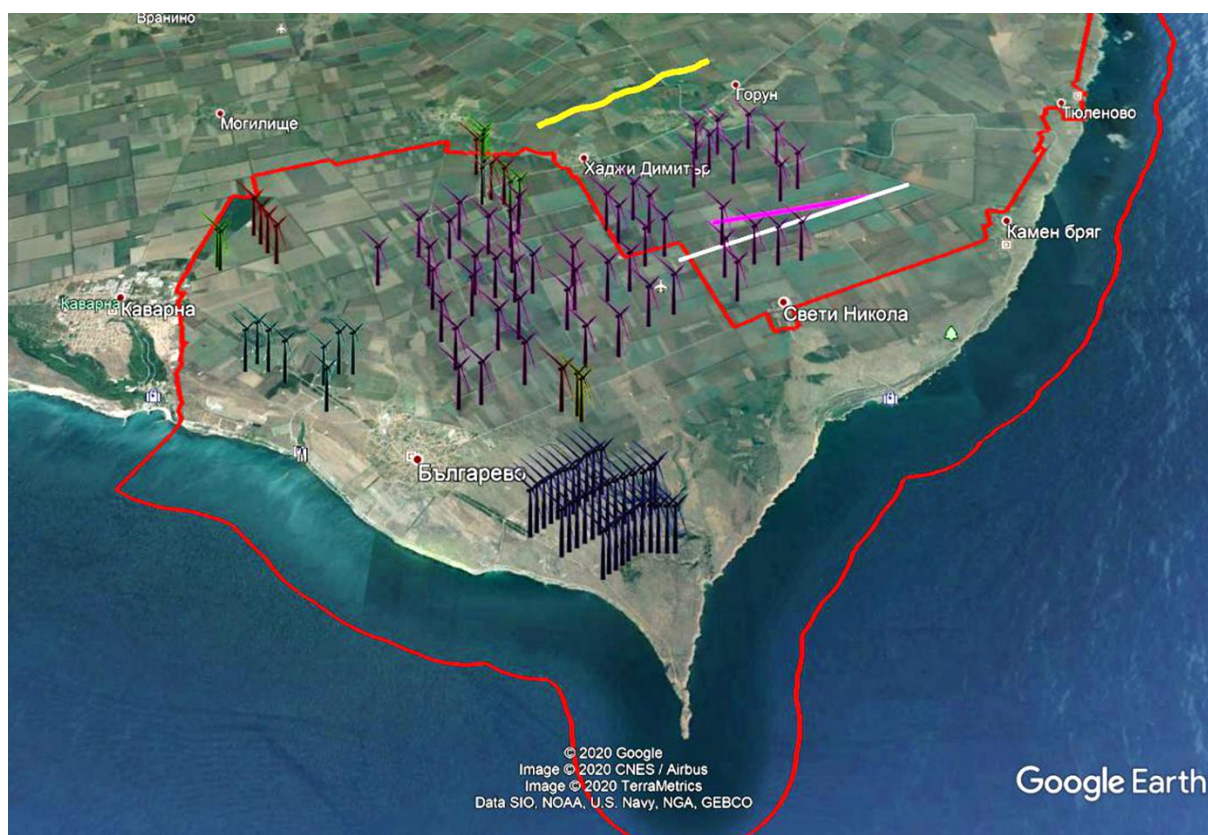 Вранино
Могилище
Горун
Тюленово
Хаджи Димитър
Камен бряг
Каварна
Каварна
Свети Никола
Българево
© 2020 Google
Image © 2020 CNES / Airbus
Image © 2020 TerraMetrics
Data SIO, NOAA, U.S. Navy, NGA, GEBCO
Google Earth